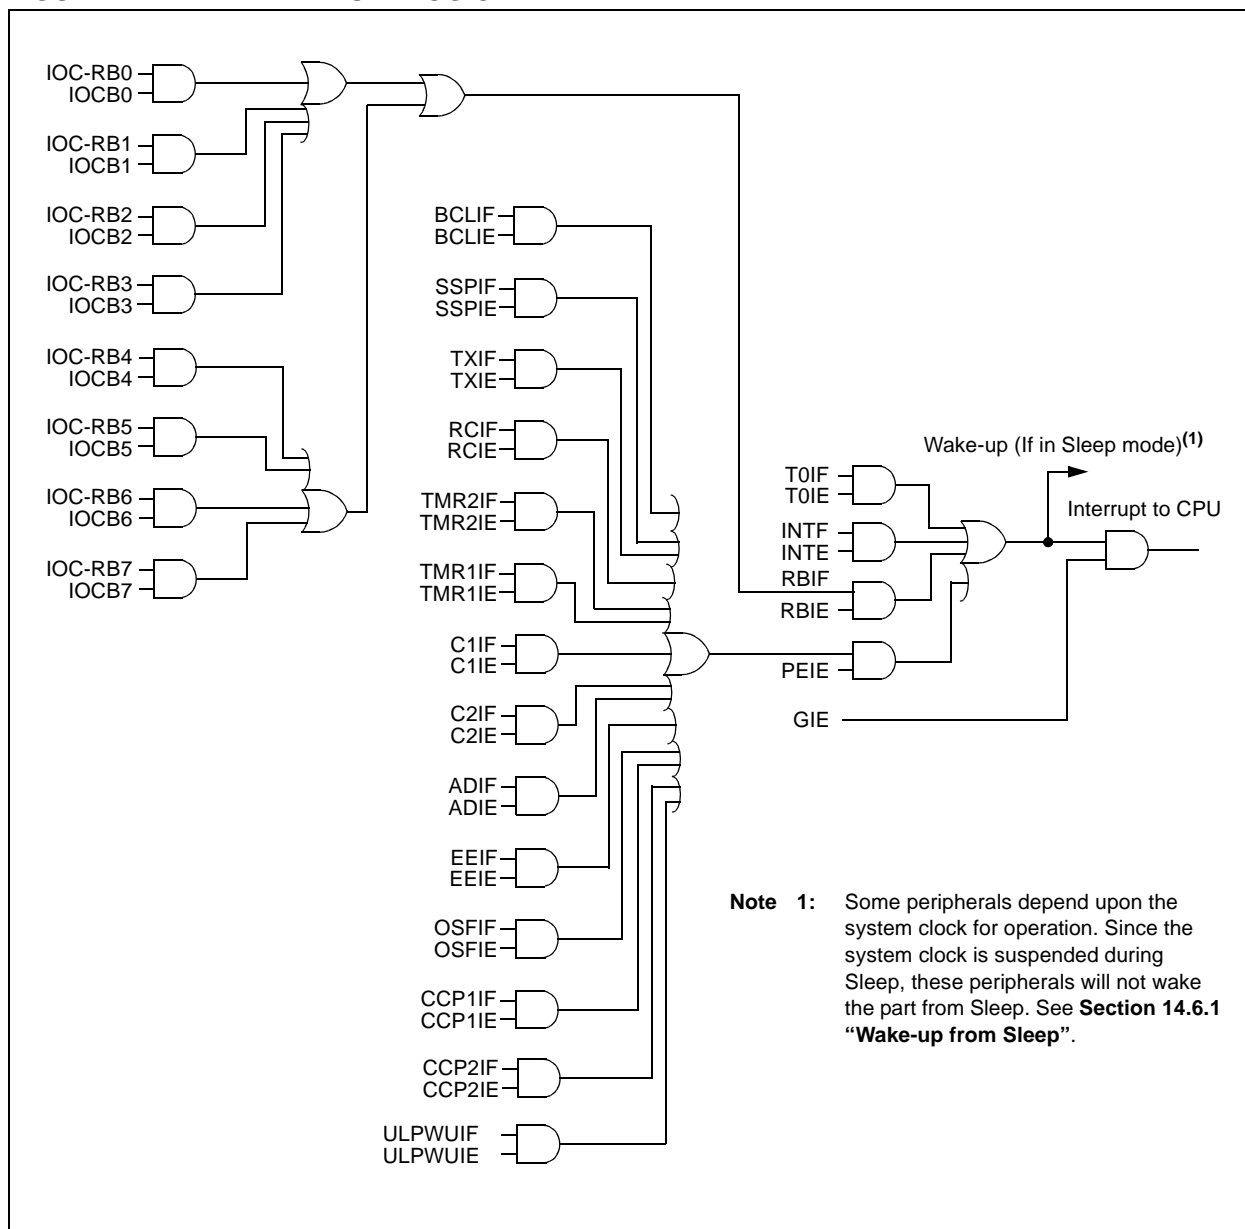 IOC-RB0
IOCB0
IOC-RB1
IOCB1
IOC-RB2
IOCB2
IOC-RB3
IOCB3
IOC-RB4
IOCB4
IOC-RB5
IOCB5
IOC-RB6
IOCB6
IOC-RB7
IOCB7
BCLIF
BCLIE
SSPIF
SSPIE
TXIF
TXIE
RCIF
RCIE
TMR2IF
TMR2IE
TMR1IF
TMR1IE
C1IF
C1IE
C2IF
C2IE
ADIF
ADIE
EEIF
EEIE
OSFIF
OSFIE
CCP1IF
CCP1IE
CCP2IF
CCP2IE
ULPWUIF
ULPWUIE
Wake-up (If in Sleep mode)(1)
T0IF
T0IE
Interrupt to CPU
INTF
INTE
RBIF
RBIE
PEIE
GIE
Note 1: Some peripherals depend upon the
system clock for operation. Since the
system clock is suspended during
Sleep, these peripherals will not wake
the part from Sleep. See Section 14.6.1
“Wake-up from Sleep”.